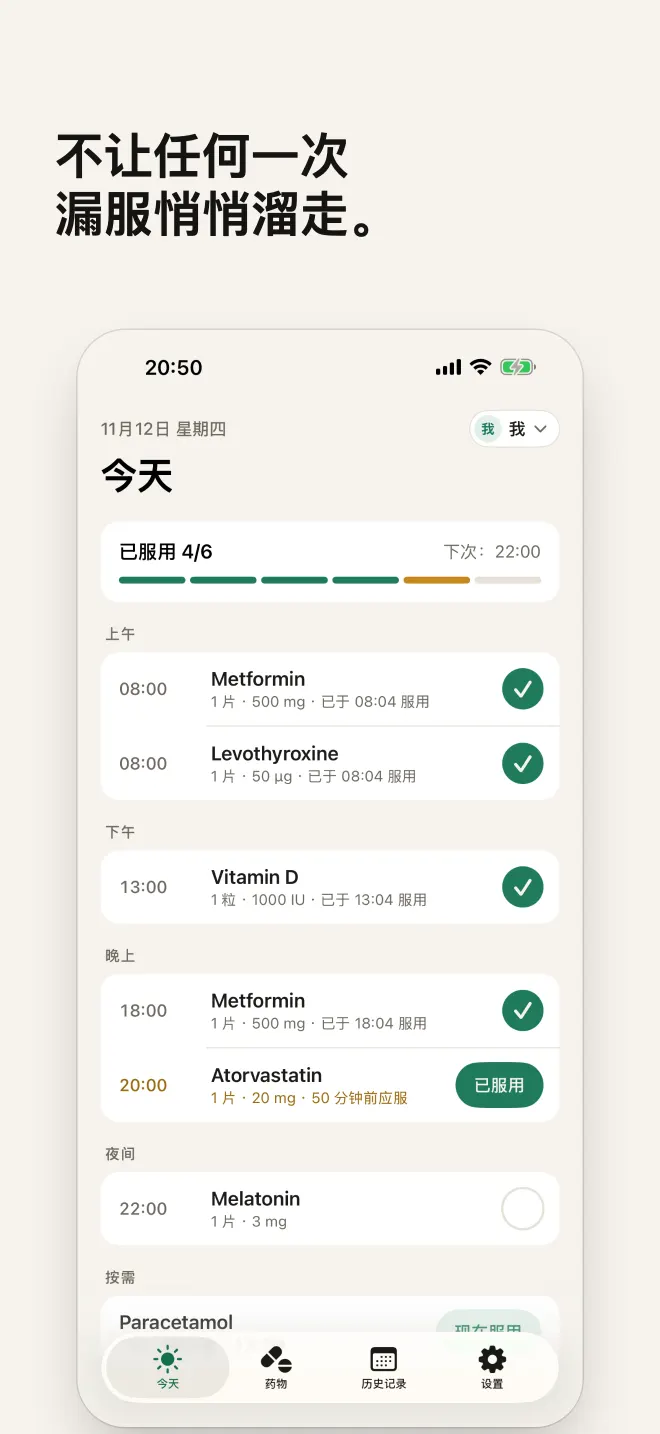 不让任何一次
漏服悄悄溜走。
20:50
11月12日 星期四
我 我
今天
已服用 4/6
下次：22:00
上午
08:00
Metformin
1 片 · 500 mg · 已于 08:04 服用
08:00
Levothyroxine
1 片 · 50 µg · 已于 08:04 服用
下午
13:00
Vitamin D
1 粒 · 1000 IU · 已于 13:04 服用
晚上
18:00
Metformin
1 片 · 500 mg · 已于 18:04 服用
20:00
Atorvastatin
1 片 · 20 mg · 50 分钟前应服
已服用
夜间
22:00
Melatonin
1 片 · 3 mg
按需
Paracetamol
现在服用
今天
药物
历史记录
设置